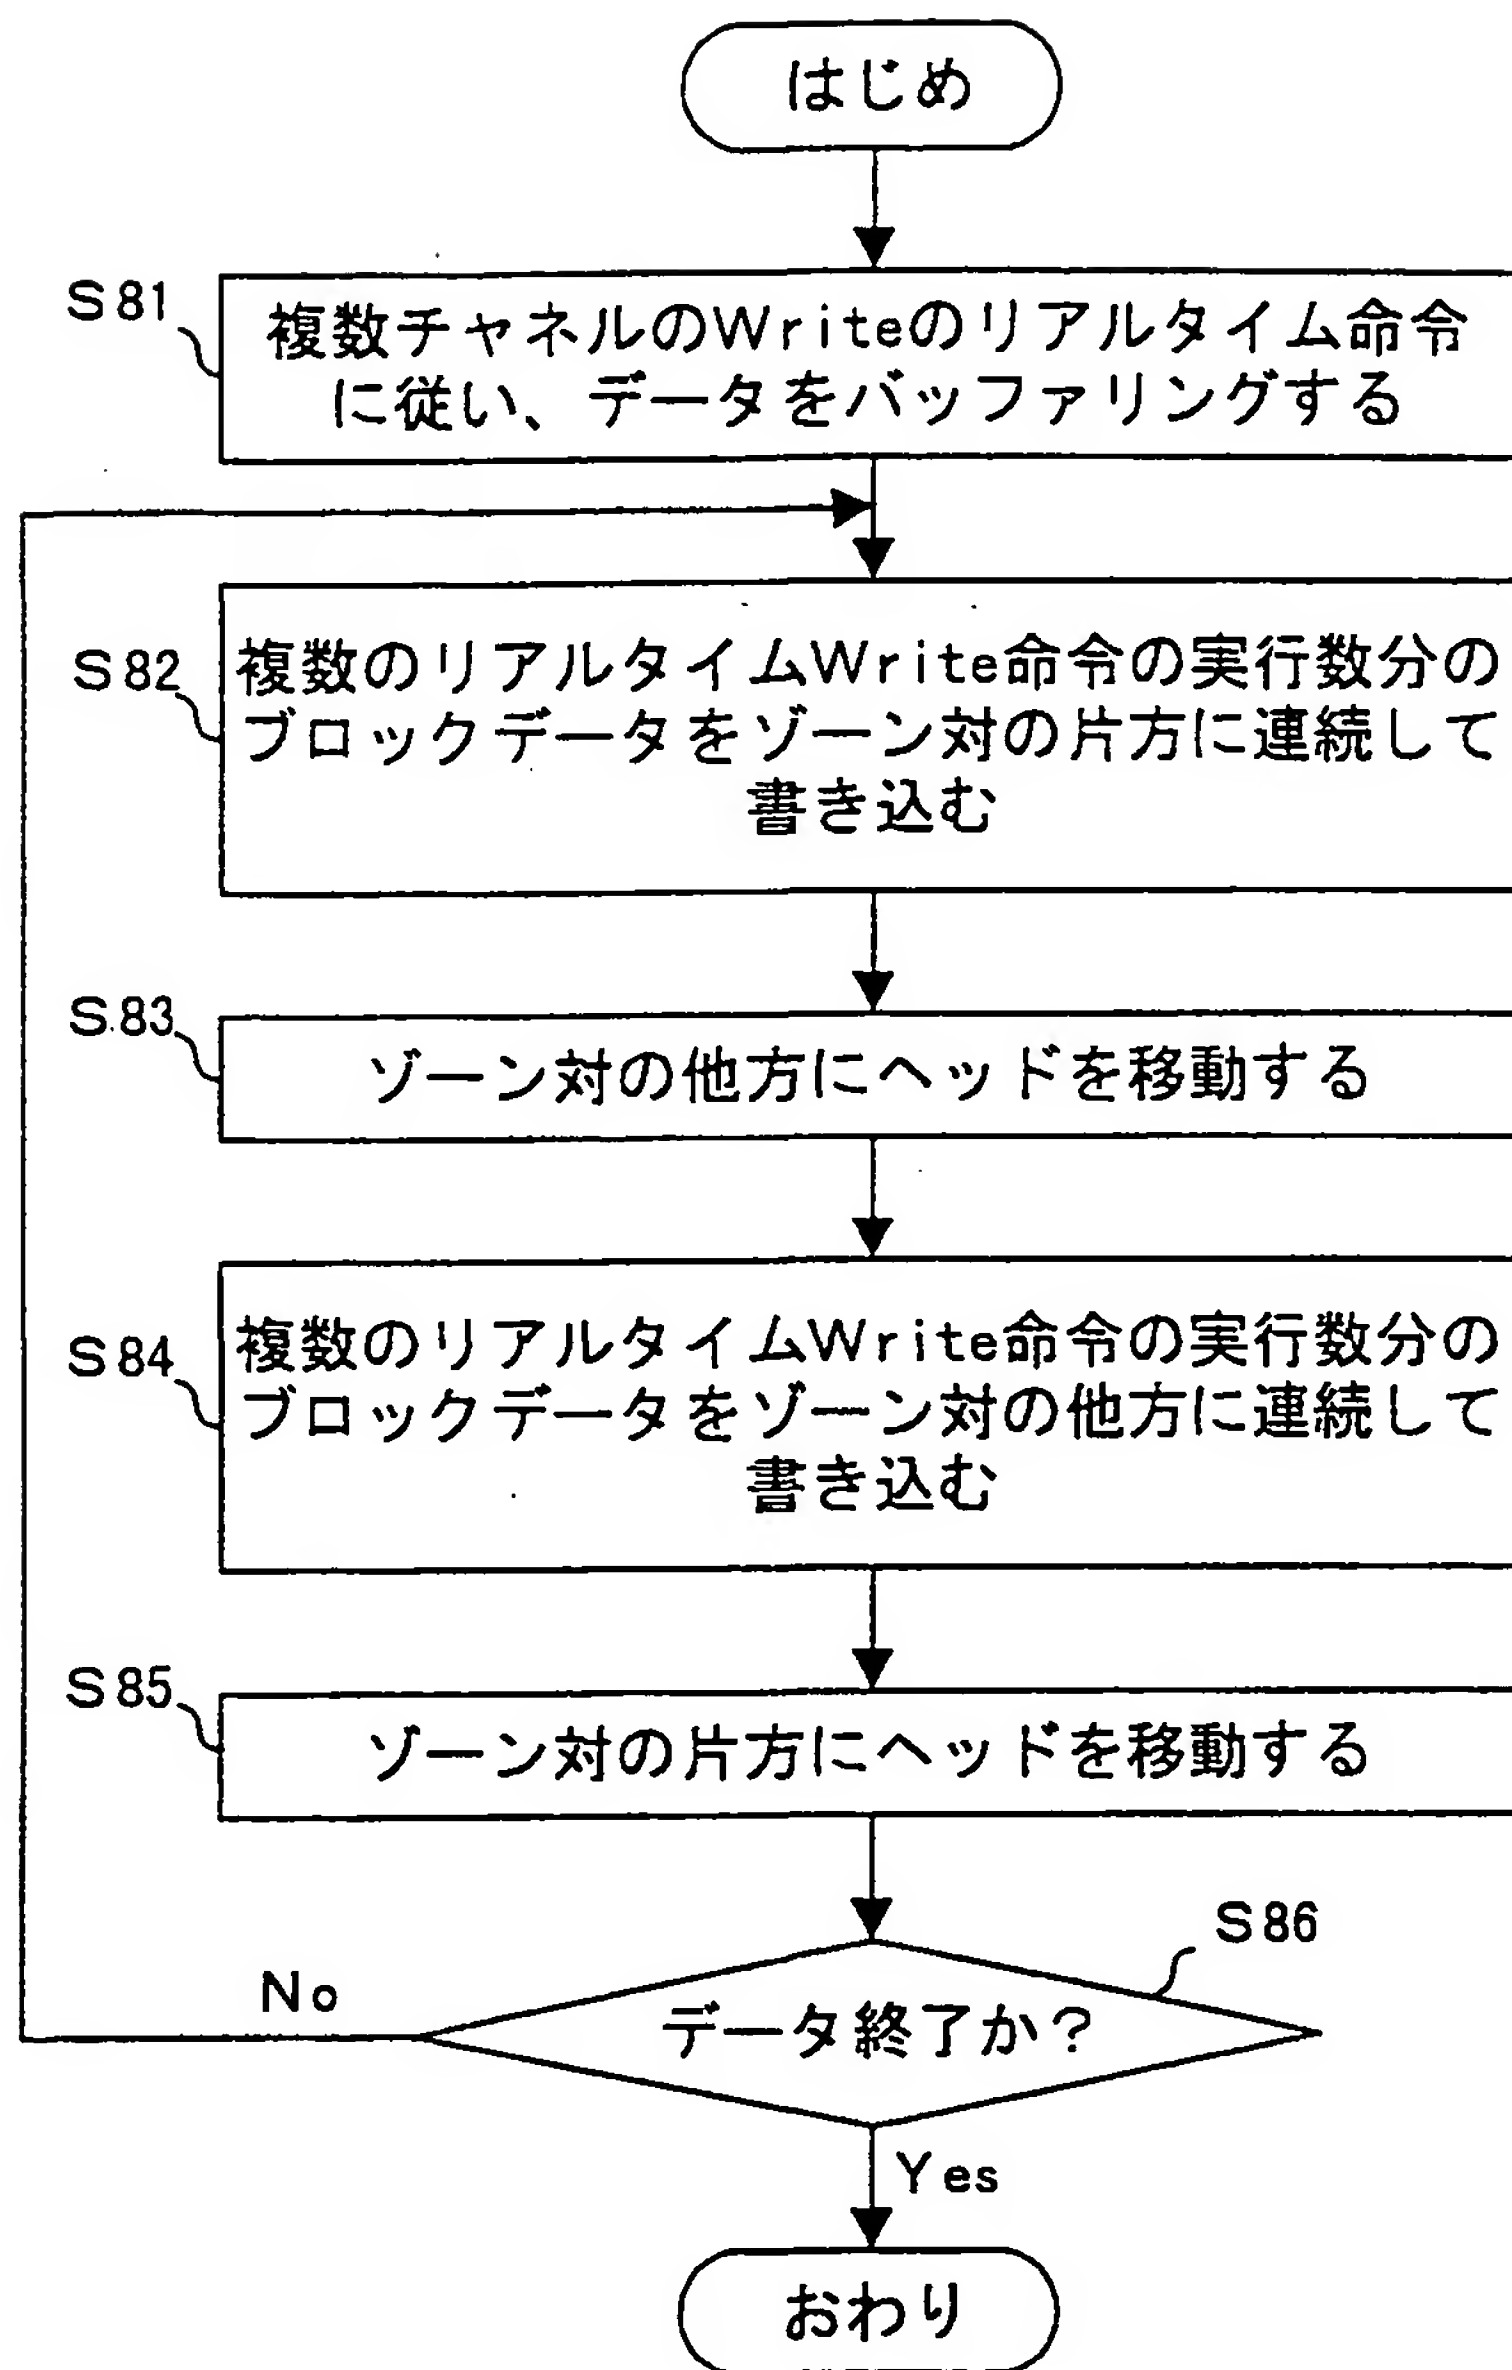 はじめ
S81
複数チャネルのWriteのリアルタイム命令
に従い、データをバッファリングする
S82
複数のリアルタイムWrite命令の実行数分の
ブロックデータをゾーン対の片方に連続して
書き込む
S83
ゾーン対の他方にヘッドを移動する
S84
複数のリアルタイムWrite命令の実行数分の
ブロックデータをゾーン対の他方に連続して
書き込む
S85
ゾーン対の片方にヘッドを移動する
S86
データ終了か?
No
Yes
おわり